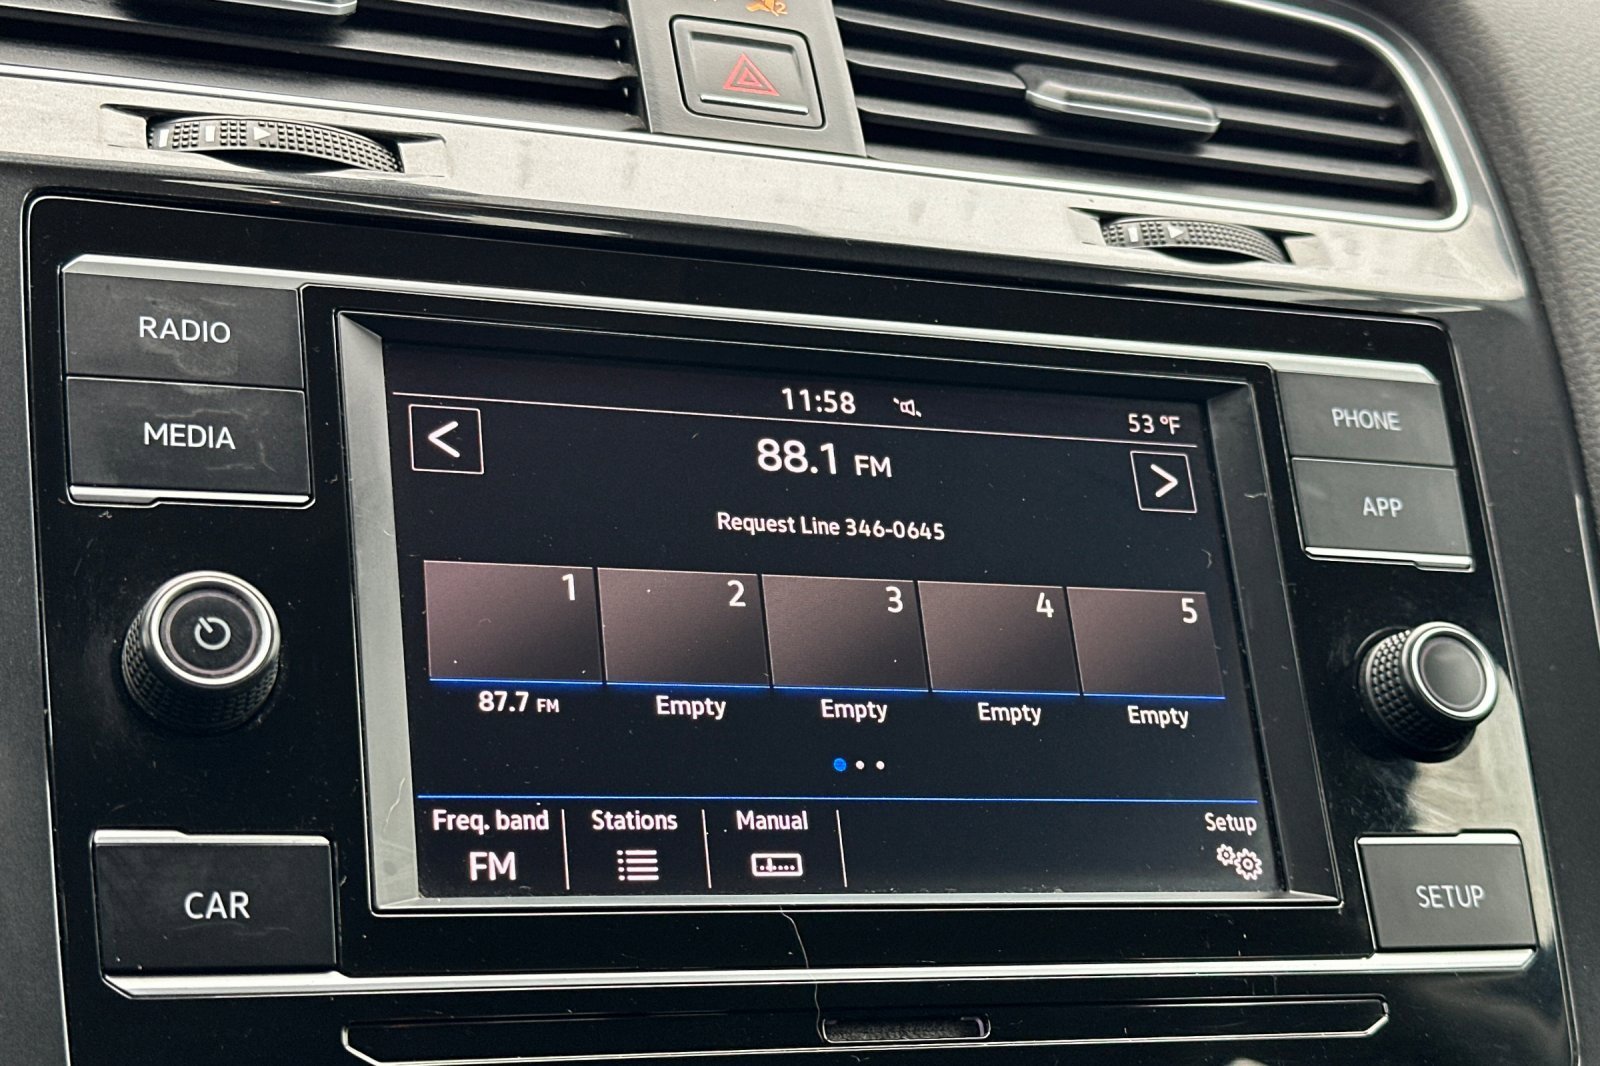 2
RADIO
MEDIA
11:58
53 °F
88.1 FM
<
>
Request Line 346-0645
1 2 3 4 5
87.7 FM Empty Empty Empty Empty
Freq. band Stations Manual Setup
FM
PHONE
APP
CAR
SETUP